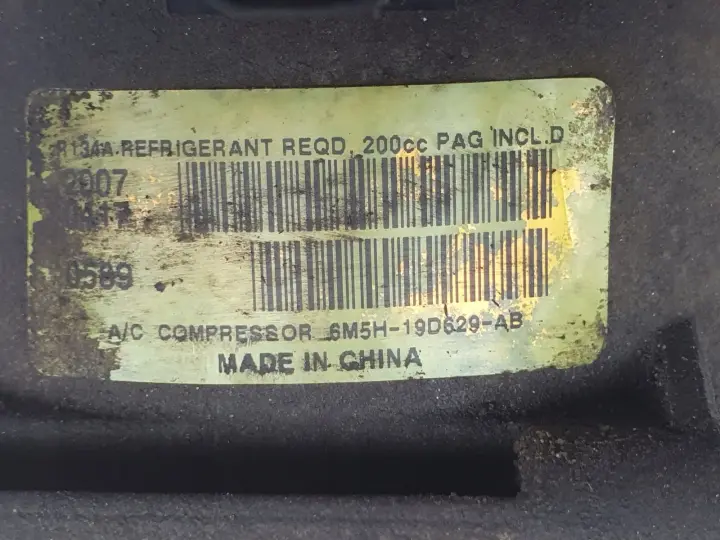 R134A REFRIGERANT REQD, 200cc PAG INCL.D
2007
0589
A/C COMPRESSOR 6M5H-19D629-AB
MADE IN CHINA